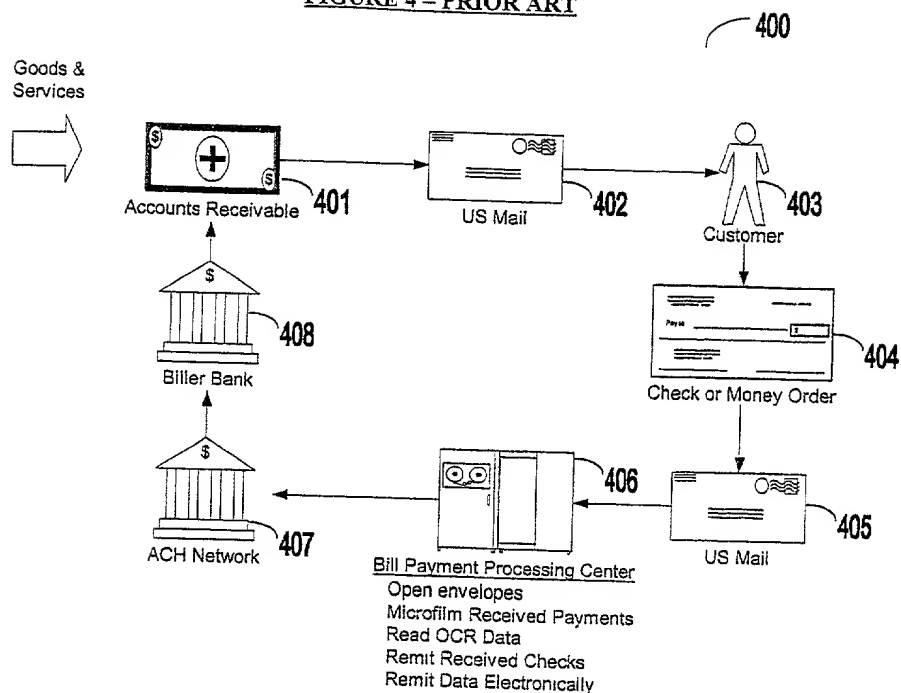 FIGURE 4 – PRIOR ART
400
Goods &
Services
$
$
401
Accounts Receivable
402
US Mail
403
Customer
$
408
Biller Bank
Pay to
$
404
Check or Money Order
$
407
ACH Network
406
Bill Payment Processing Center
Open envelopes
Microfilm Received Payments
Read OCR Data
Remit Received Checks
Remit Data Electronically
405
US Mail